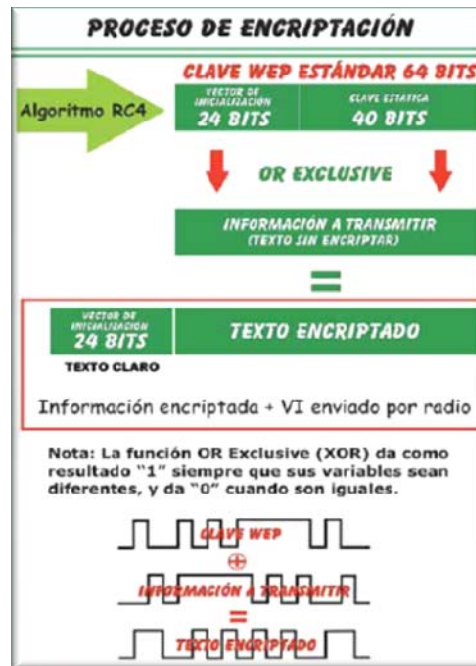 PROCESO DE ENCRIPTACIÓN
CLAVE WEP ESTÁNDAR 64 BITS
Algoritmo RC4
VECTOR DE
INICIALIZACIÓN
24 BITS
CLAVE ESTATICA
40 BITS
OR EXCLUSIVE
INFORMACIÓN A TRANSMITIR
(TEXTO SIN ENCRIPTAR)
=
VECTOR DE
INICIALIZACIÓN
24 BITS
TEXTO ENCRIPTADO
TEXTO CLARO
Información encriptada + VI enviado por radio
Nota: La función OR Exclusive (XOR) da como
resultado "1" siempre que sus variables sean
diferentes, y da "0" cuando son iguales.
CLAVE WEP
⊕
INFORMACIÓN A TRANSMITIR
=
TEXTO ENCRIPTADO